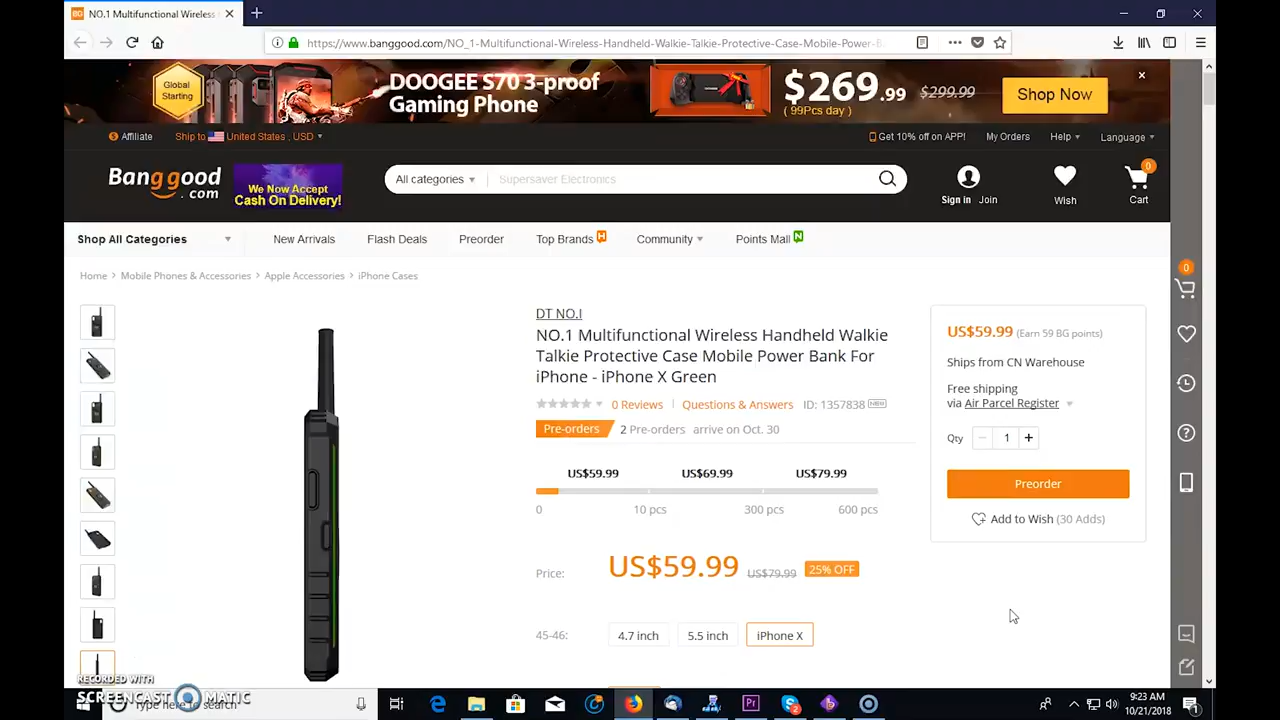 NO.1 Multifunctional Wireless
https://www.banggood.com/NO_1-Multifunctional-Wireless-Handheld-Walkie-Talkie-Protective-Case-Mobile-Power-B
Global
Starting
DOOGEE S70 3-proof
Gaming Phone
$269.99
( 99Pcs day )
$299.99
Shop Now
Affiliate
Ship to United States , USD
Get 10% off on APP!
My Orders
Help
Language
Banggood
.com
We Now Accept
Cash On Delivery!
All categories
Supersaver Electronics
Sign in Join
Wish
0
Cart
Shop All Categories
New Arrivals
Flash Deals
Preorder
Top Brands H
Community
Points Mall N
0
Home > Mobile Phones & Accessories > Apple Accessories > iPhone Cases
DT NO.I
NO.1 Multifunctional Wireless Handheld Walkie
Talkie Protective Case Mobile Power Bank For
iPhone - iPhone X Green
0 Reviews | Questions & Answers ID: 1357838 NEW
Pre-orders 2 Pre-orders arrive on Oct. 30
US$59.99 US$69.99 US$79.99
0 10 pcs 300 pcs 600 pcs
Price: US$59.99 US$79.99 25% OFF
45-46: 4.7 inch 5.5 inch iPhone X
US$59.99 (Earn 59 BG points)
Ships from CN Warehouse
Free shipping
via Air Parcel Register
Qty − 1 +
Preorder
Add to Wish (30 Adds)
RECORDED WITH
SCREENCAST MATIC
Type here to search
9:23 AM
10/21/2018
1